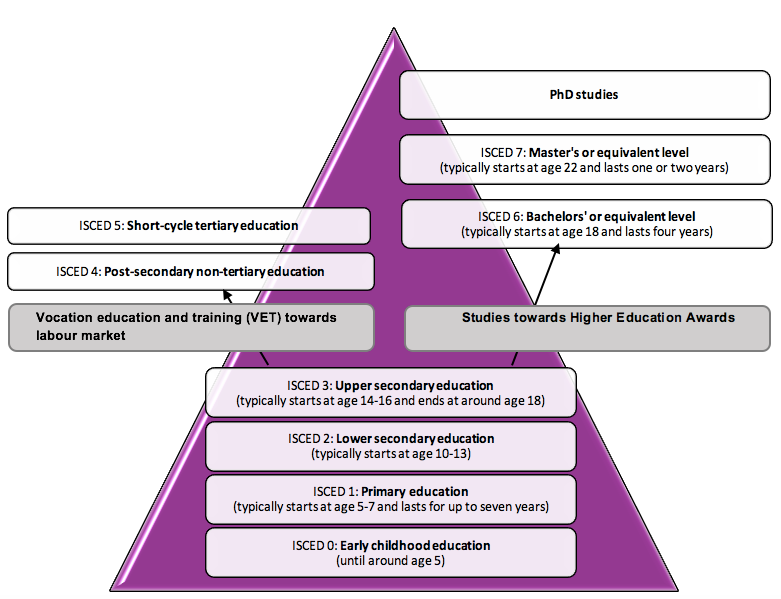 PhD studies
ISCED 7: Master's or equivalent level
(typically starts at age 22 and lasts one or two years)
ISCED 5: Short-cycle tertiary education
ISCED 6: Bachelors' or equivalent level
(typically starts at age 18 and lasts four years)
ISCED 4: Post-secondary non-tertiary education
Vocation education and training (VET) towards
labour market
Studies towards Higher Education Awards
ISCED 3: Upper secondary education
(typically starts at age 14-16 and ends at around age 18)
ISCED 2: Lower secondary education
(typically starts at age 10-13)
ISCED 1: Primary education
(typically starts at age 5-7 and lasts for up to seven years)
ISCED 0: Early childhood education
(until around age 5)